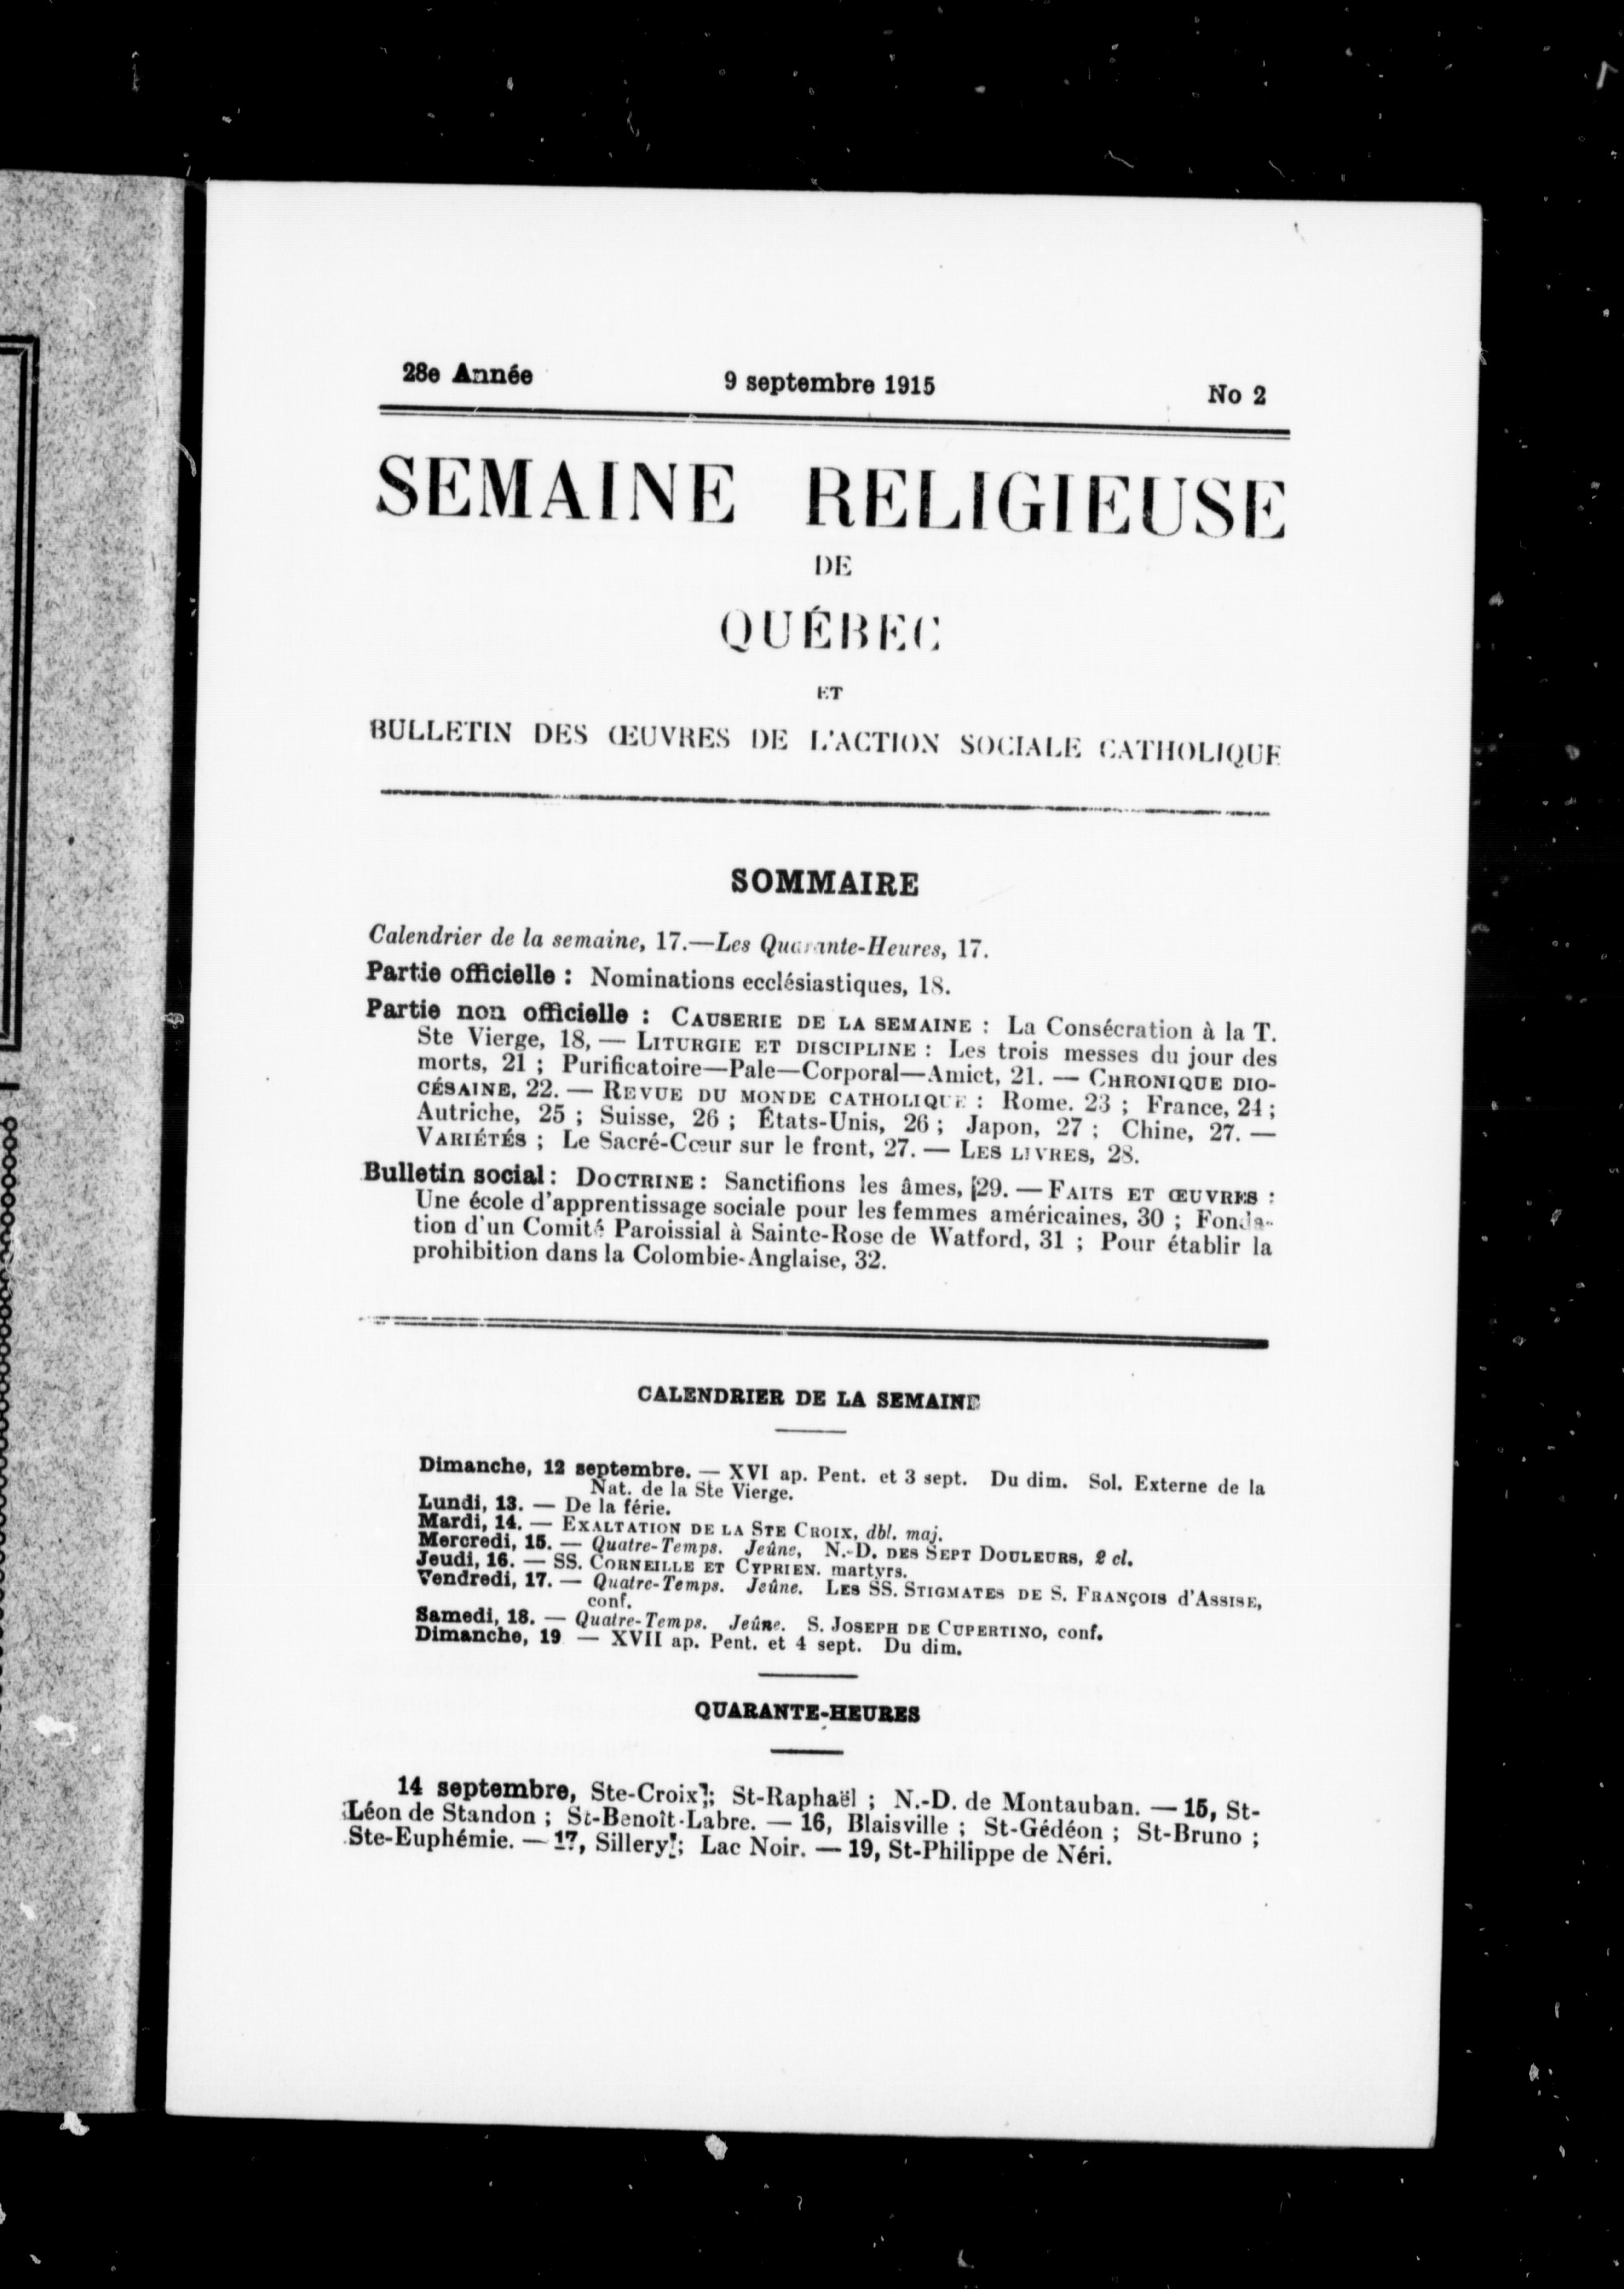 28e Année 9 septembre 1915 No 2
SEMAINE RELIGIEUSE
DE
QUÉBEC
ET
BULLETIN DES ŒUVRES DE L'ACTION SOCIALE CATHOLIQUE
SOMMAIRE
Calendrier de la semaine, 17.—Les Quarante-Heures, 17.
Partie officielle : Nominations ecclésiastiques, 18.
Partie non officielle : CAUSERIE DE LA SEMAINE : La Consécration à la T.
Ste Vierge, 18, — LITURGIE ET DISCIPLINE : Les trois messes du jour des
morts, 21 ; Purificatoire—Pale—Corporal—Amict, 21. — CHRONIQUE DIO-
CÉSAINE, 22. — REVUE DU MONDE CATHOLIQUE : Rome. 23 ; France, 24 ;
Autriche, 25 ; Suisse, 26 ; États-Unis, 26 ; Japon, 27 ; Chine, 27. —
VARIÉTÉS ; Le Sacré-Cœur sur le front, 27. — LES LIVRES, 28.
Bulletin social : DOCTRINE : Sanctifions les âmes, 29. — FAITS ET ŒUVRES :
Une école d'apprentissage sociale pour les femmes américaines, 30 ; Fonda-
tion d'un Comité Paroissial à Sainte-Rose de Watford, 31 ; Pour établir la
prohibition dans la Colombie-Anglaise, 32.
CALENDRIER DE LA SEMAINE
Dimanche, 12 septembre. — XVI ap. Pent. et 3 sept. Du dim. Sol. Externe de la
Nat. de la Ste Vierge.
Lundi, 13. — De la férie.
Mardi, 14. — EXALTATION DE LA STE CROIX, dbl. maj.
Mercredi, 15. — Quatre-Temps. Jeûne, N.-D. DES SEPT DOULEURS, 2 cl.
Jeudi, 16. — SS. CORNEILLE ET CYPRIEN. martyrs.
Vendredi, 17. — Quatre-Temps. Jeûne. LES SS. STIGMATES DE S. FRANÇOIS d'ASSISE,
conf.
Samedi, 18. — Quatre-Temps. Jeûne. S. JOSEPH DE CUPERTINO, conf.
Dimanche, 19 — XVII ap. Pent. et 4 sept. Du dim.
QUARANTE-HEURES
14 septembre, Ste-Croix ; St-Raphaël ; N.-D. de Montauban. — 15, St-
Léon de Standon ; St-Benoît-Labre. — 16, Blaisville ; St-Gédéon ; St-Bruno ;
Ste-Euphémie. — 17, Sillery ; Lac Noir. — 19, St-Philippe de Néri.